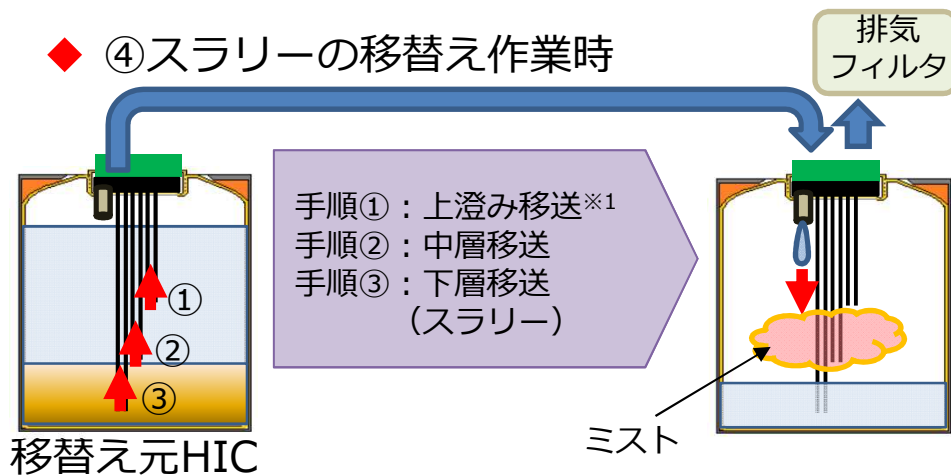 ◆ ④スラリーの移替え作業時
排気
フィルタ
手順①：上澄み移送※1
手順②：中層移送
手順③：下層移送
（スラリー）
①
②
③
ミスト
移替え元HIC